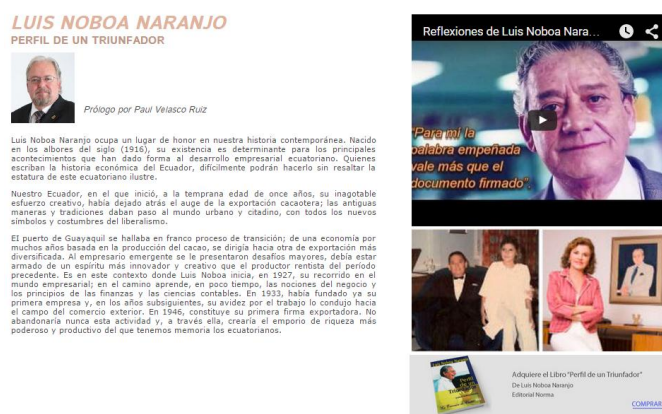 LUIS NOBOA NARANJO
PERFIL DE UN TRIUNFADOR
Prólogo por Paul Velasco Ruiz
Luis Noboa Naranjo ocupa un lugar de honor en nuestra historia contemporánea. Nacido
en los albores del siglo (1916), su existencia es determinante para los principales
acontecimientos que han dado forma al desarrollo empresarial ecuatoriano. Quienes
escriban la historia económica del Ecuador, difícilmente podrán hacerlo sin resaltar la
estatura de este ecuatoriano ilustre.
Nuestro Ecuador, en el que inició, a la temprana edad de once años, su inagotable
esfuerzo creativo, había dejado atrás el auge de la exportación cacaotera; las antiguas
maneras y tradiciones daban paso al mundo urbano y citadino, con todos los nuevos
símbolos y costumbres del liberalismo.
El puerto de Guayaquil se hallaba en franco proceso de transición; de una economía por
muchos años basada en la producción del cacao, se dirigía hacia otra de exportación más
diversificada. Al empresario emergente se le presentaron desafíos mayores, debía estar
armado de un espíritu más innovador y creativo que el productor rentista del período
precedente. Es en este contexto donde Luis Noboa inicia, en 1927, su recorrido en el
mundo empresarial; en el camino aprende, en poco tiempo, las nociones del negocio y
los principios de las finanzas y las ciencias contables. En 1933, había fundado ya su
primera empresa y, en los años subsiguientes, su avidez por el trabajo lo condujo hacia
el campo del comercio exterior. En 1946, constituye su primera firma exportadora. No
abandonaría nunca esta actividad y, a través ella, crearía el emporio de riqueza más
poderoso y productivo del que tenemos memoria los ecuatorianos.
Reflexiones de Luis Noboa Nara...
"Para mi la
palabra empeñada
vale más que el
documento firmado".
Perfil
de un
Triunfador
Adquiere el Libro "Perfil de un Triunfador"
De Luis Noboa Naranjo
Editorial Norma
COMPRAR